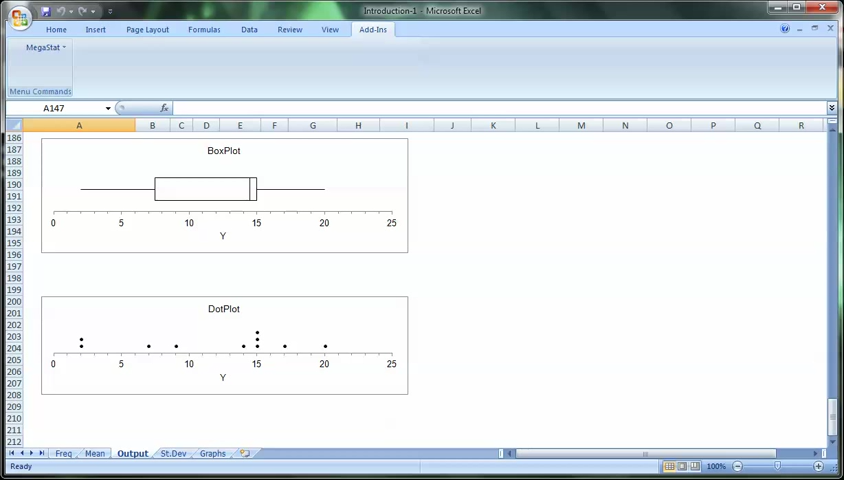 Introduction-1 - Microsoft Excel
Home Insert Page Layout Formulas Data Review View Add-Ins
MegaStat
Menu Commands
A147 fx
A B C D E F G H I J K L M N O P Q R
186
187
188
189
190
191
192
193
194
195
196
197
198
199
200
201
202
203
204
205
206
207
208
209
210
211
212
BoxPlot
0 5 10 15 20 25
Y
DotPlot
0 5 10 15 20 25
Y
Freq Mean Output St.Dev Graphs
Ready 100%